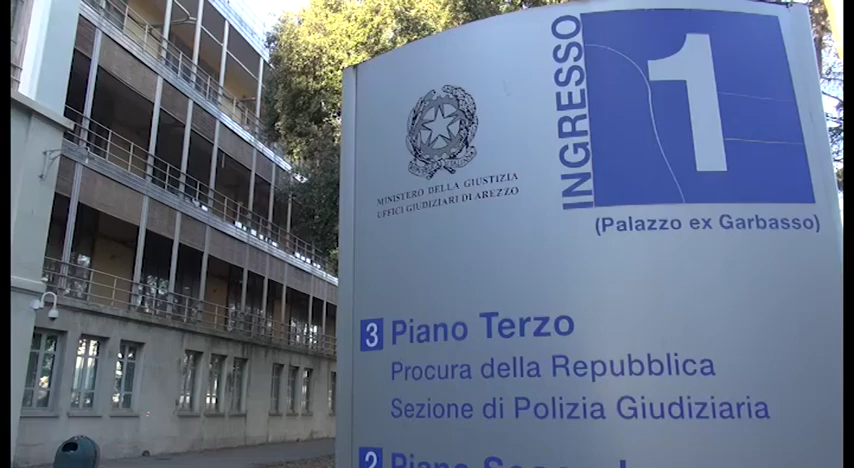 INGRESSO
1
MINISTERO DELLA GIUSTIZIA
UFFICI GIUDIZIARI DI AREZZO
(Palazzo ex Garbasso)
3 Piano Terzo
Procura della Repubblica
Sezione di Polizia Giudiziaria
2 Piano